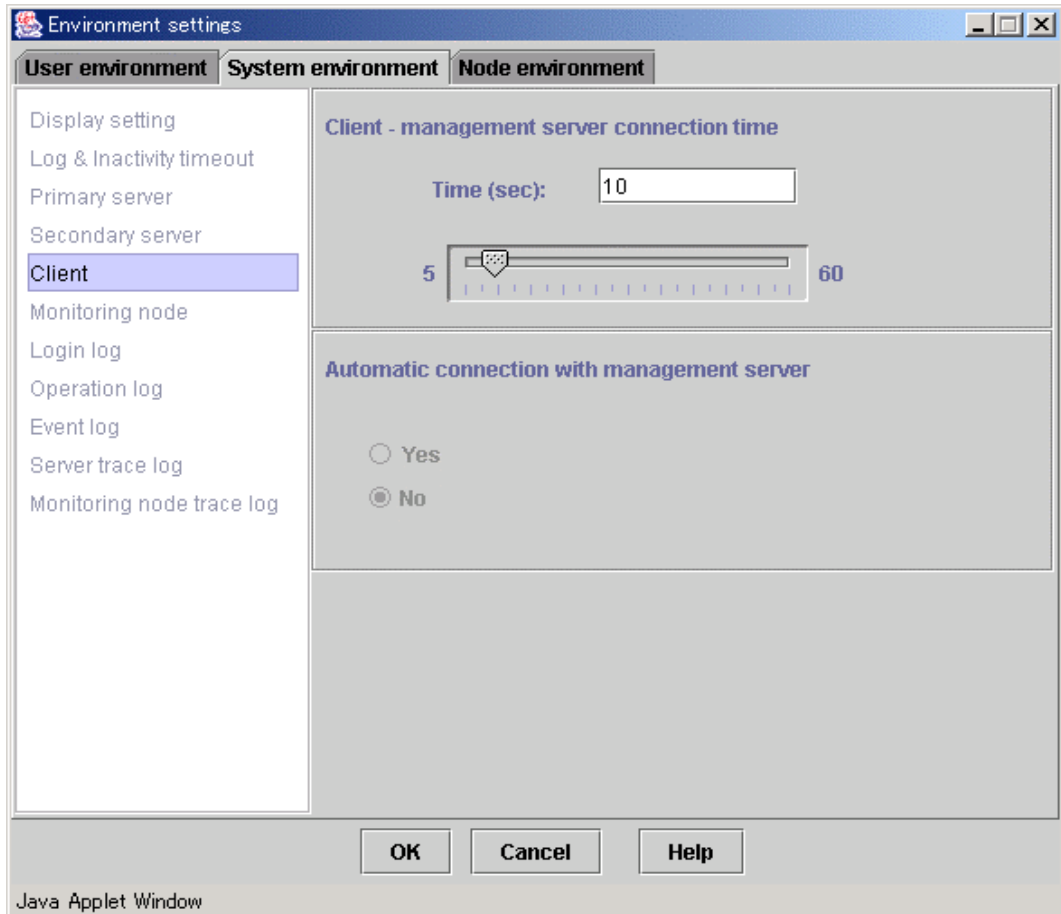 Environment settings
User environment System environment Node environment
Display setting
Log & Inactivity timeout
Primary server
Secondary server
Client
Monitoring node
Login log
Operation log
Event log
Server trace log
Monitoring node trace log
Client - management server connection time
Time (sec): 10
5 60
Automatic connection with management server
Yes
No
OK Cancel Help
Java Applet Window